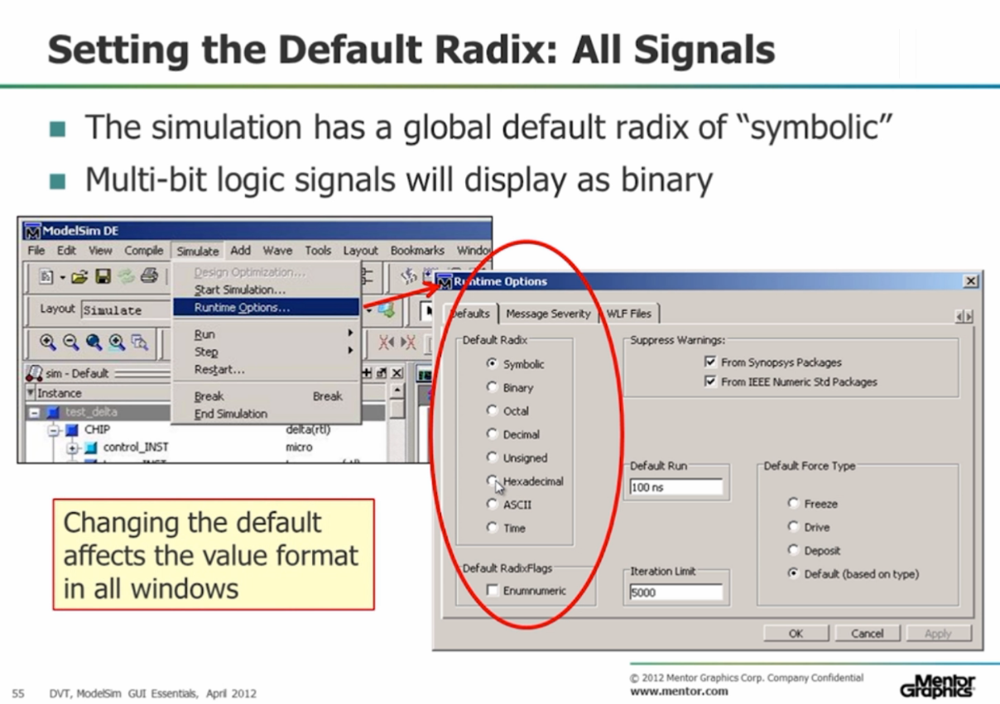 Setting the Default Radix: All Signals
The simulation has a global default radix of “symbolic”
Multi-bit logic signals will display as binary
ModelSim DE
File Edit View Compile Simulate Add Wave Tools Layout Bookmarks Windo
Design Optimization...
Start Simulation...
Layout Simulate
Runtime Options...
Run
Step
Restart...
sim - Default
Instance
Break Break
End Simulation
test_delta
CHIP delta(rtl)
control_INST micro
Runtime Options
Defaults Message Severity WLF Files
Default Radix
Symbolic
Binary
Octal
Decimal
Unsigned
Hexadecimal
ASCII
Time
Default RadixFlags
Enumnumeric
Suppress Warnings:
From Synopsys Packages
From IEEE Numeric Std Packages
Default Run
100 ns
Iteration Limit
5000
Default Force Type
Freeze
Drive
Deposit
Default (based on type)
OK Cancel Apply
Changing the default
affects the value format
in all windows
55 DVT, ModelSim GUI Essentials, April 2012
© 2012 Mentor Graphics Corp. Company Confidential
www.mentor.com
Mentor
Graphics